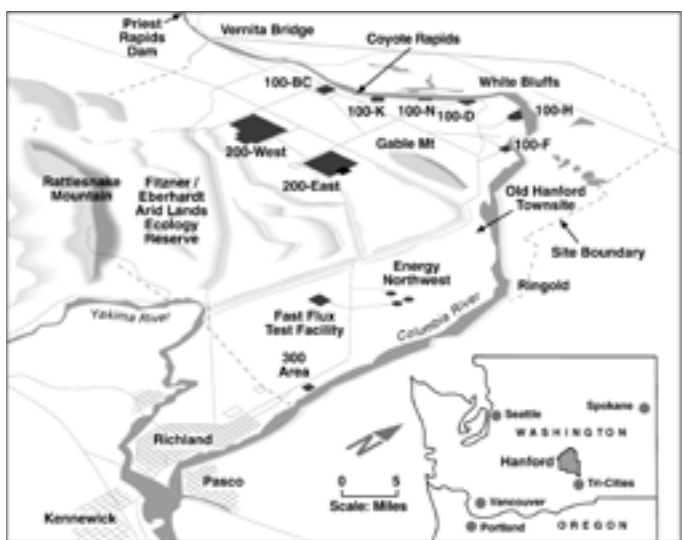 Priest
Rapids
Dam
Vernita Bridge
Coyote Rapids
100-BC
White Bluffs
100-K
100-N
100-D
100-H
200-West
Gable Mt
100-F
200-East
Rattlesnake
Mountain
Fitzner /
Eberhardt
Arid Lands
Ecology
Reserve
Old Hanford
Townsite
Site Boundary
Energy
Northwest
Ringold
Yakima River
Fast Flux
Test Facility
Columbia River
300
Area
Richland
Pasco
Kennewick
N
0 5
Scale: Miles
Seattle
Spokane
WASHINGTON
Hanford
Tri-Cities
Vancouver
Portland
OREGON